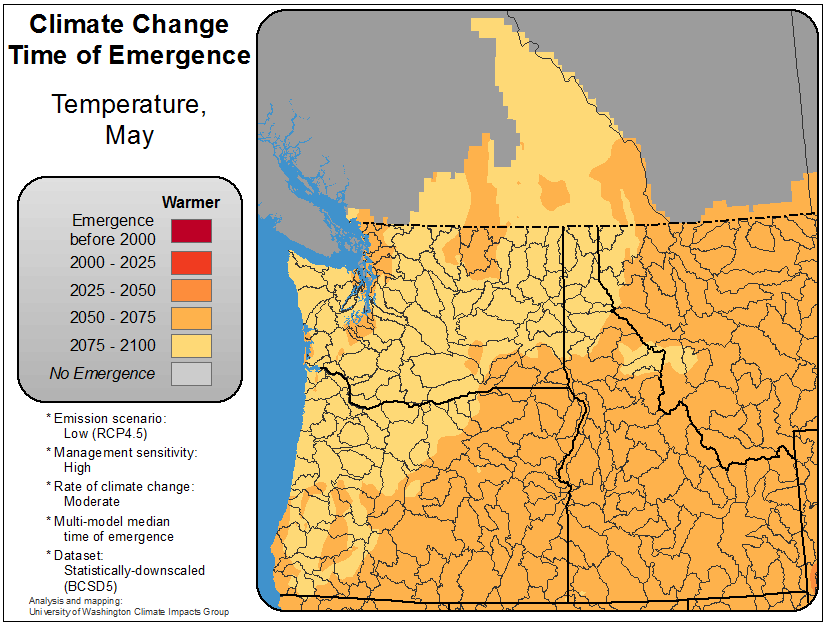 Climate Change
Time of Emergence
Temperature,
May
Warmer
Emergence
before 2000
2000 - 2025
2025 - 2050
2050 - 2075
2075 - 2100
No Emergence
* Emission scenario:
Low (RCP4.5)
* Management sensitivity:
High
* Rate of climate change:
Moderate
* Multi-model median
time of emergence
* Dataset:
Statistically-downscaled
(BCSD5)
Analysis and mapping:
University of Washington Climate Impacts Group